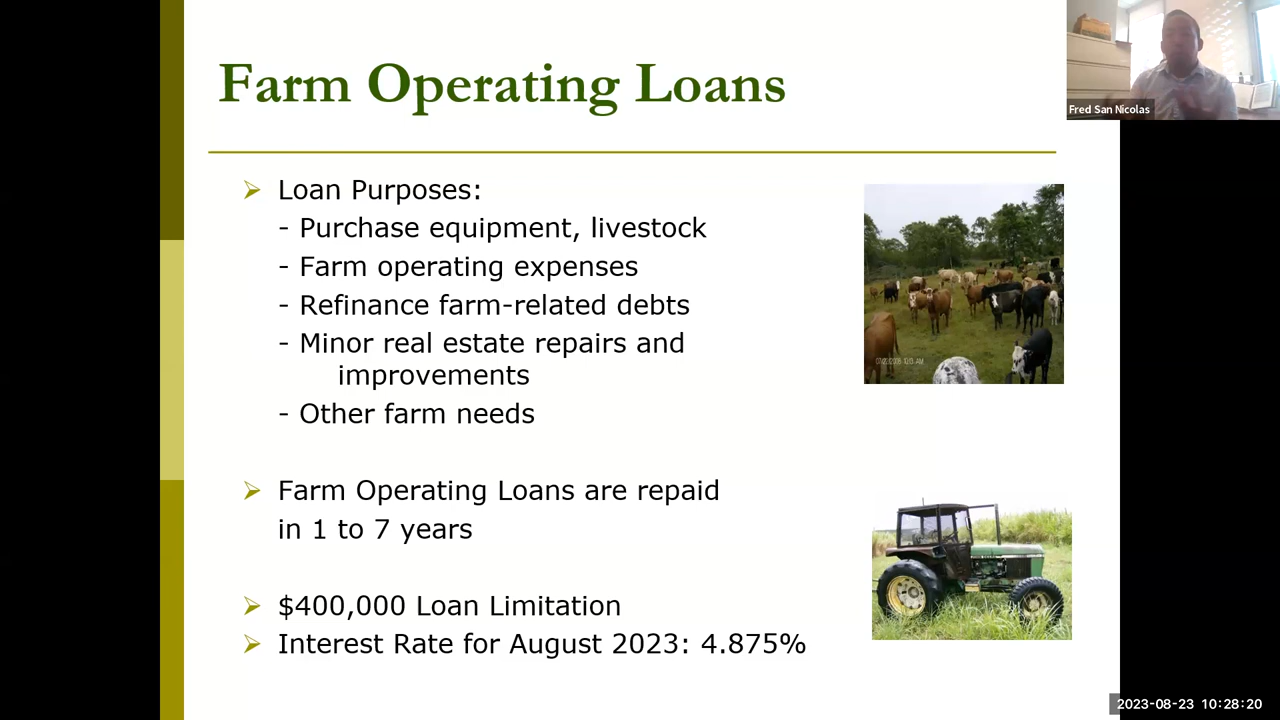 Farm Operating Loans
Fred San Nicolas
➢ Loan Purposes:
- Purchase equipment, livestock
- Farm operating expenses
- Refinance farm-related debts
- Minor real estate repairs and
improvements
- Other farm needs
➢ Farm Operating Loans are repaid
in 1 to 7 years
➢ $400,000 Loan Limitation
➢ Interest Rate for August 2023: 4.875%
2023-08-23 10:28:20